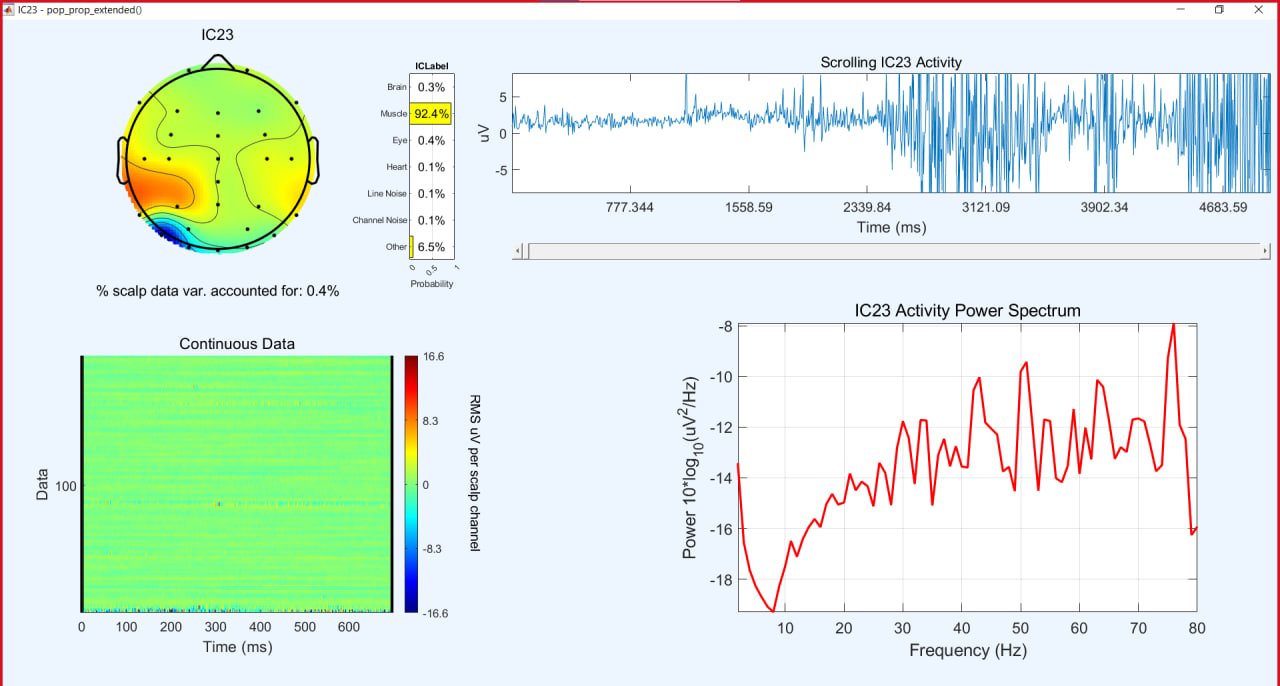 IC23 - pop_prop_extended()
IC23
ICLabel
Brain 0.3%
Muscle 92.4%
Eye 0.4%
Heart 0.1%
Line Noise 0.1%
Channel Noise 0.1%
Other 6.5%
0 0.5 1
Probability
% scalp data var. accounted for: 0.4%
Scrolling IC23 Activity
5
0
-5
uV
777.344 1558.59 2339.84 3121.09 3902.34 4683.59
Time (ms)
Continuous Data
Data
100
0 100 200 300 400 500 600
Time (ms)
16.6
8.3
0
-8.3
-16.6
RMS uV per scalp channel
IC23 Activity Power Spectrum
-8
-10
-12
-14
-16
-18
Power 10*log10(uV2/Hz)
10 20 30 40 50 60 70 80
Frequency (Hz)